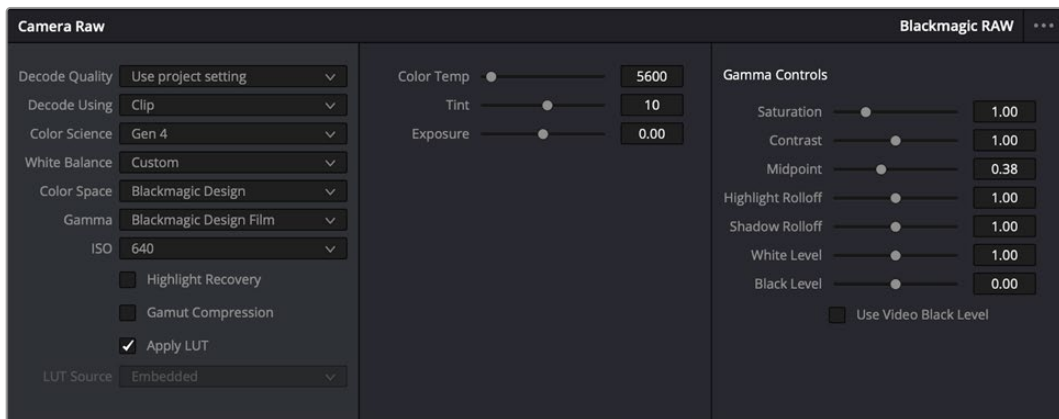 Camera Raw
Blackmagic RAW
Decode Quality Use project setting
Decode Using Clip
Color Science Gen 4
White Balance Custom
Color Space Blackmagic Design
Gamma Blackmagic Design Film
ISO 640
Highlight Recovery
Gamut Compression
Apply LUT
LUT Source Embedded
Color Temp 5600
Tint 10
Exposure 0.00
Gamma Controls
Saturation 1.00
Contrast 1.00
Midpoint 0.38
Highlight Rolloff 1.00
Shadow Rolloff 1.00
White Level 1.00
Black Level 0.00
Use Video Black Level